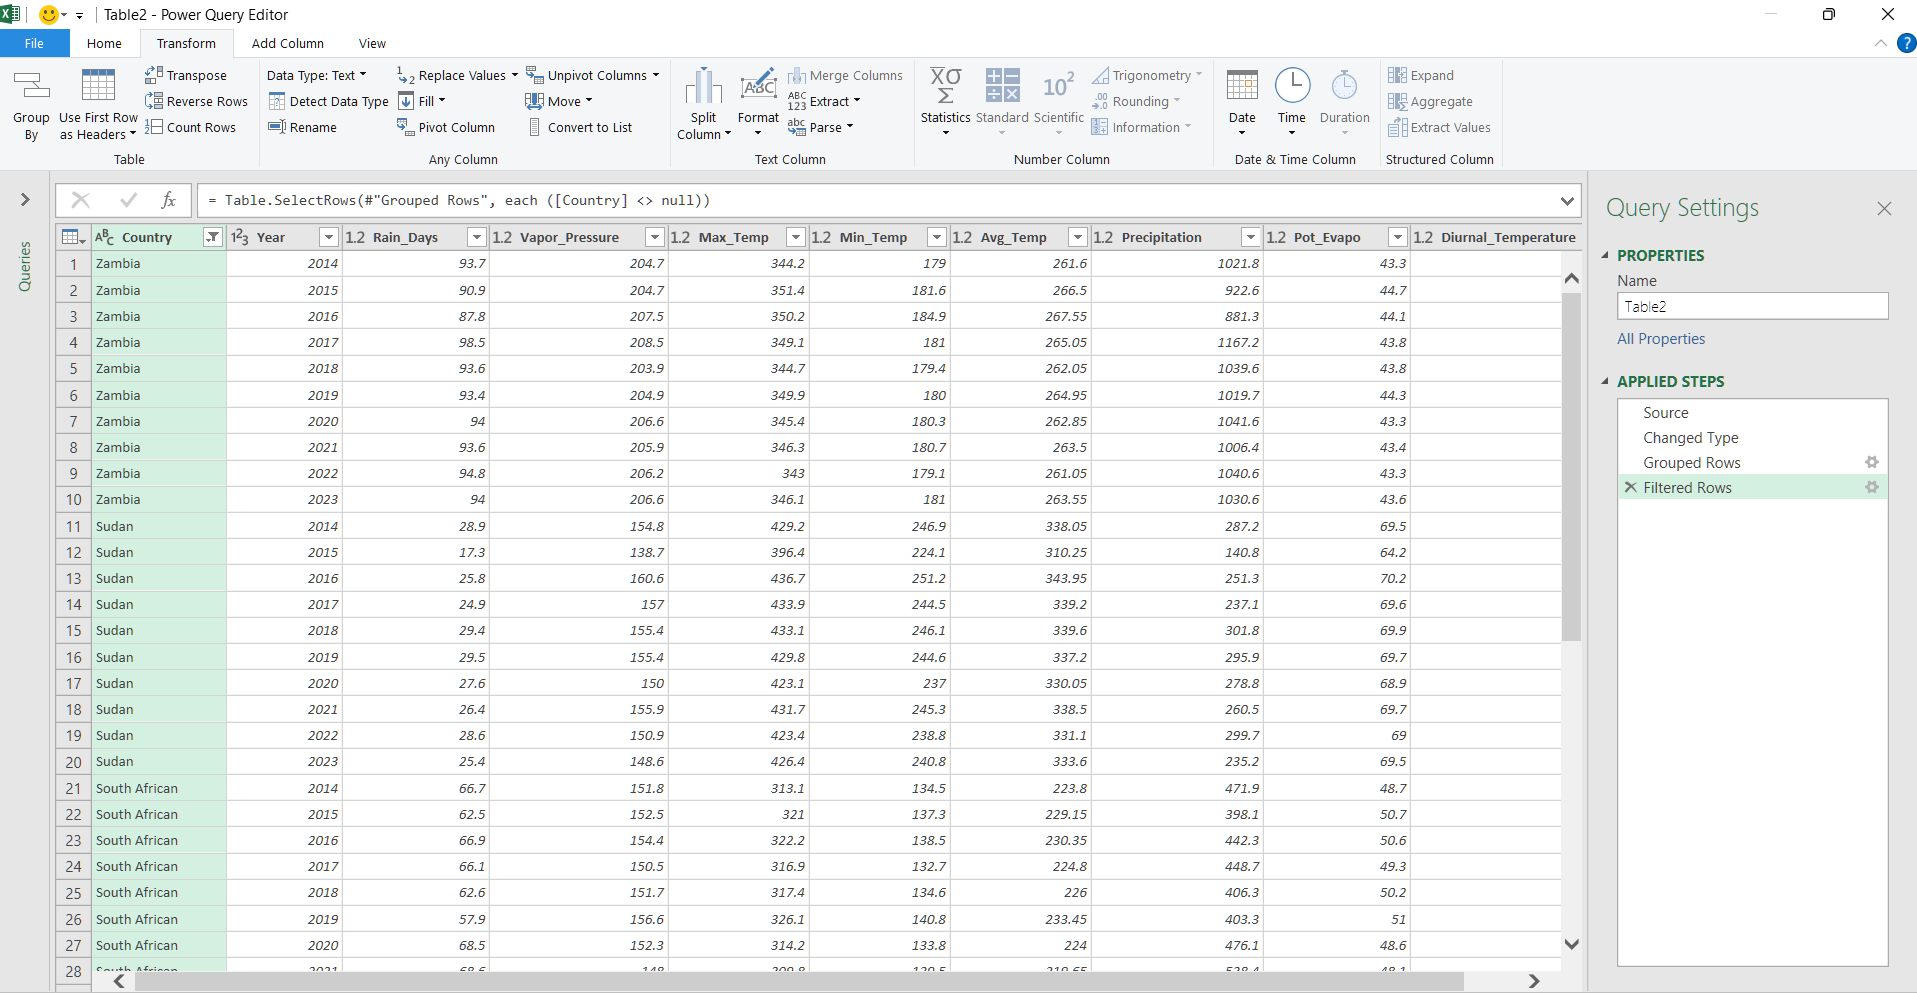 Table2 - Power Query Editor
File Home Transform Add Column View
Group By
Use First Row as Headers
Transpose
Reverse Rows
Count Rows
Table
Data Type: Text
Detect Data Type
Rename
Replace Values
Fill
Pivot Column
Unpivot Columns
Move
Convert to List
Any Column
Split Column
Format
ABC
Merge Columns
ABC 123 Extract
abc Parse
Text Column
Statistics
Standard
10² Scientific
Trigonometry
.00 Rounding
Information
Number Column
Date
Time
Duration
Date & Time Column
Expand
Aggregate
Extract Values
Structured Column
Queries
fx = Table.SelectRows(#"Grouped Rows", each ([Country] <> null))
ABC Country 123 Year 1.2 Rain_Days 1.2 Vapor_Pressure 1.2 Max_Temp 1.2 Min_Temp 1.2 Avg_Temp 1.2 Precipitation 1.2 Pot_Evapo 1.2 Diurnal_Temperature
1 Zambia 2014 93.7 204.7 344.2 179 261.6 1021.8 43.3
2 Zambia 2015 90.9 204.7 351.4 181.6 266.5 922.6 44.7
3 Zambia 2016 87.8 207.5 350.2 184.9 267.55 881.3 44.1
4 Zambia 2017 98.5 208.5 349.1 181 265.05 1167.2 43.8
5 Zambia 2018 93.6 203.9 344.7 179.4 262.05 1039.6 43.8
6 Zambia 2019 93.4 204.9 349.9 180 264.95 1019.7 44.3
7 Zambia 2020 94 206.6 345.4 180.3 262.85 1041.6 43.3
8 Zambia 2021 93.6 205.9 346.3 180.7 263.5 1006.4 43.4
9 Zambia 2022 94.8 206.2 343 179.1 261.05 1040.6 43.3
10 Zambia 2023 94 206.6 346.1 181 263.55 1030.6 43.6
11 Sudan 2014 28.9 154.8 429.2 246.9 338.05 287.2 69.5
12 Sudan 2015 17.3 138.7 396.4 224.1 310.25 140.8 64.2
13 Sudan 2016 25.8 160.6 436.7 251.2 343.95 251.3 70.2
14 Sudan 2017 24.9 157 433.9 244.5 339.2 237.1 69.6
15 Sudan 2018 29.4 155.4 433.1 246.1 339.6 301.8 69.9
16 Sudan 2019 29.5 155.4 429.8 244.6 337.2 295.9 69.7
17 Sudan 2020 27.6 150 423.1 237 330.05 278.8 68.9
18 Sudan 2021 26.4 155.9 431.7 245.3 338.5 260.5 69.7
19 Sudan 2022 28.6 150.9 423.4 238.8 331.1 299.7 69
20 Sudan 2023 25.4 148.6 426.4 240.8 333.6 235.2 69.5
21 South African 2014 66.7 151.8 313.1 134.5 223.8 471.9 48.7
22 South African 2015 62.5 152.5 321 137.3 229.15 398.1 50.7
23 South African 2016 66.9 154.4 322.2 138.5 230.35 442.3 50.6
24 South African 2017 66.1 150.5 316.9 132.7 224.8 448.7 49.3
25 South African 2018 62.6 151.7 317.4 134.6 226 406.3 50.2
26 South African 2019 57.9 156.6 326.1 140.8 233.45 403.3 51
27 South African 2020 68.5 152.3 314.2 133.8 224 476.1 48.6
28 South African 2021
Query Settings
PROPERTIES
Name
Table2
All Properties
APPLIED STEPS
Source
Changed Type
Grouped Rows
Filtered Rows